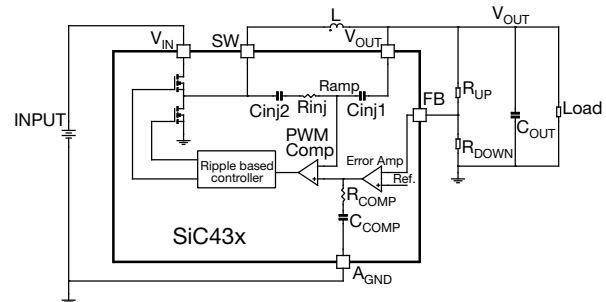 L
V_OUT
V_IN
SW
V_OUT
Ramp
Cinj2
Rinj
Cinj1
FB
R_UP
INPUT
PWM
Comp
C_OUT
Load
Error Amp
R_DOWN
Ripple based
controller
Ref.
R_COMP
C_COMP
SiC43x
A_GND